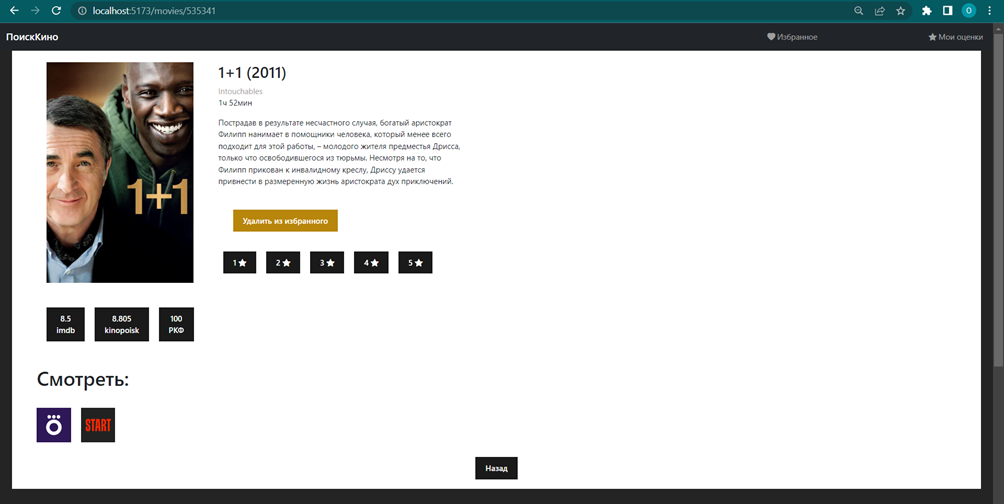 localhost:5173/movies/535341
О
ПоискКино
Избранное
Мои оценки
1+1 (2011)
Intouchables
1ч 52мин
Пострадав в результате несчастного случая, богатый аристократ
Филипп нанимает в помощники человека, который менее всего
подходит для этой работы, – молодого жителя предместья Дрисса,
только что освободившегося из тюрьмы. Несмотря на то, что
Филипп прикован к инвалидному креслу, Дриссу удается
привнести в размеренную жизнь аристократа дух приключений.
1+1
Удалить из избранного
1
2
3
4
5
8.5
imdb
8.805
kinopoisk
100
РКФ
Смотреть:
START
Назад